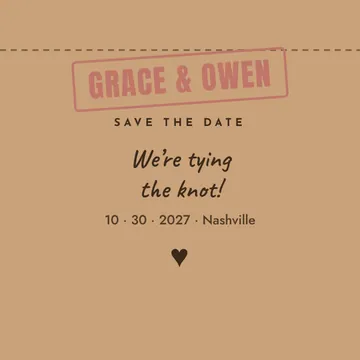 GRACE & OWEN
SAVE THE DATE
We're tying
the knot!
10 · 30 · 2027 · Nashville